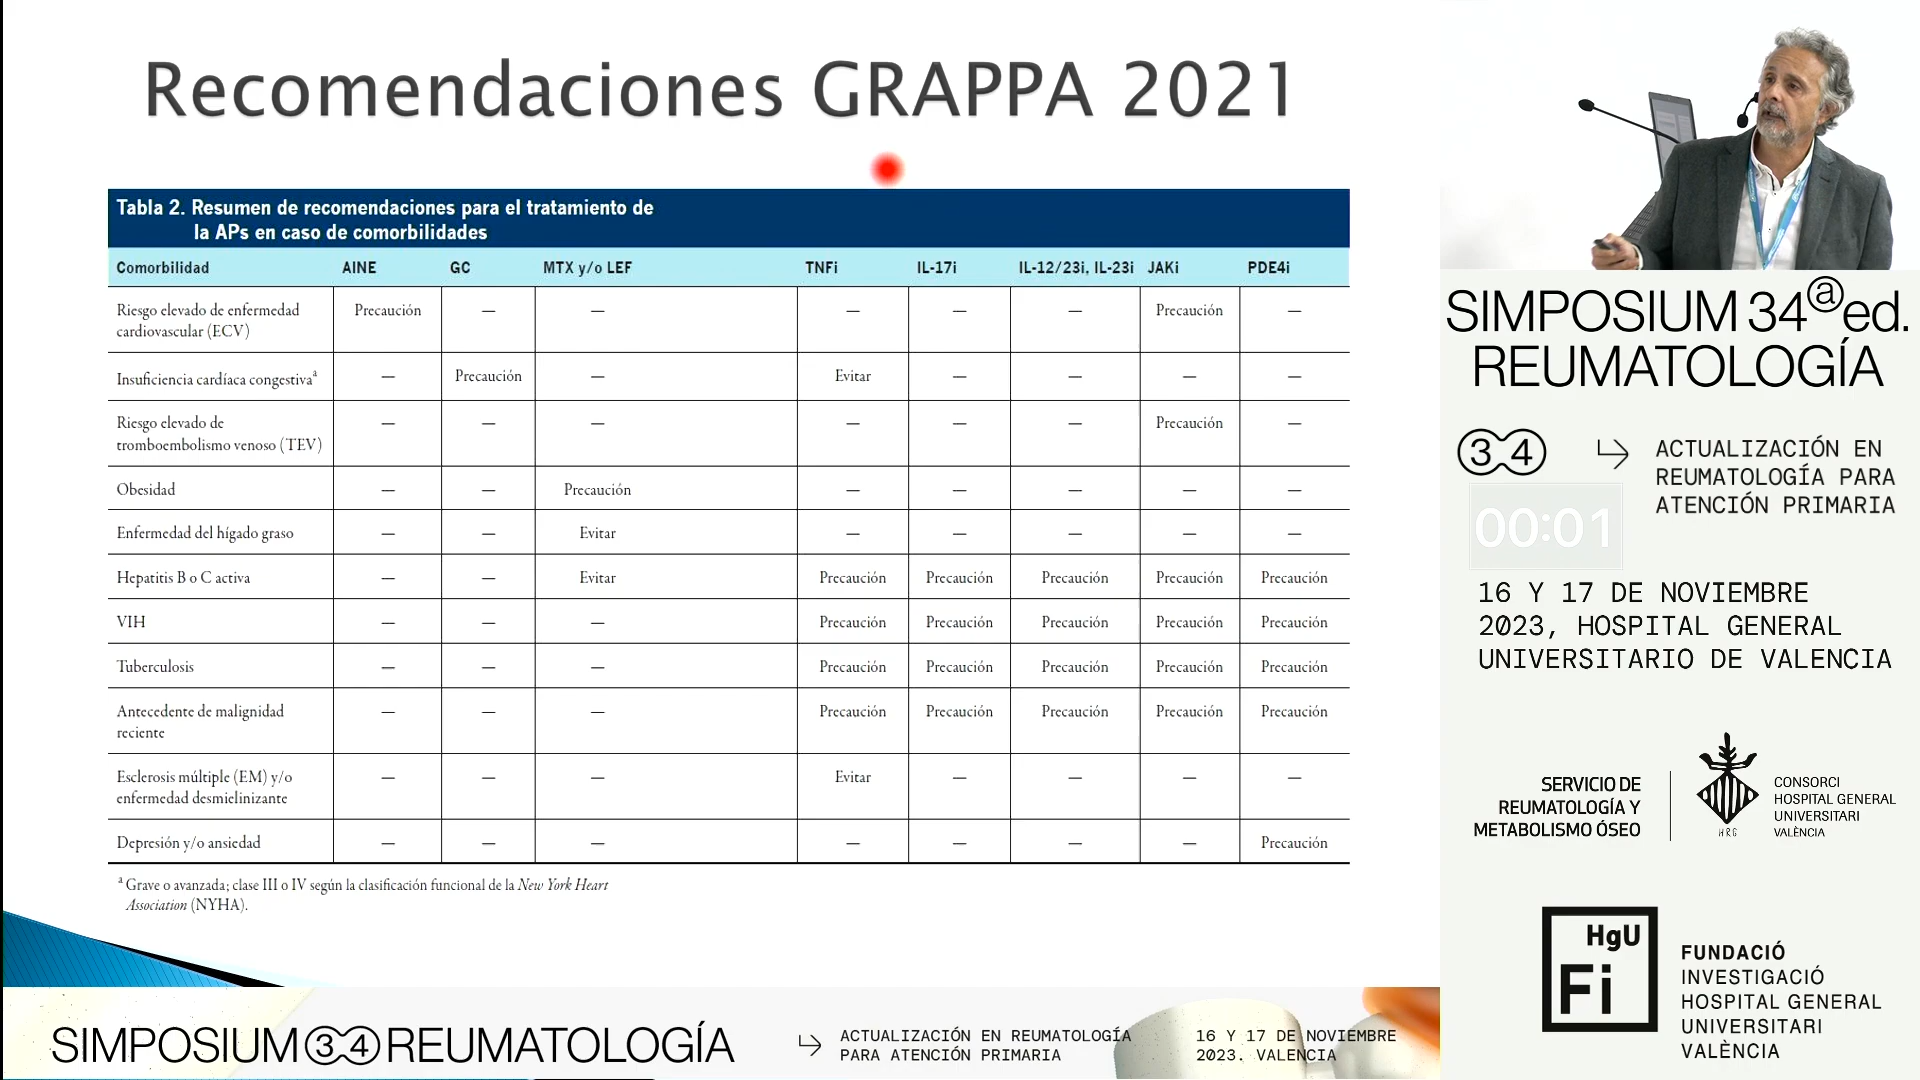 Recomendaciones GRAPPA 2021
Tabla 2. Resumen de recomendaciones para el tratamiento de
la APs en caso de comorbilidades
Comorbilidad AINE GC MTX y/o LEF TNFi IL-17i IL-12/23i, IL-23i JAKi PDE4i
Riesgo elevado de enfermedad
cardiovascular (ECV) Precaución — — — — — Precaución —
Insuficiencia cardíaca congestivaª — Precaución — Evitar — — — —
Riesgo elevado de
tromboembolismo venoso (TEV) — — — — — — Precaución —
Obesidad — — Precaución — — — — —
Enfermedad del hígado graso — — Evitar — — — — —
Hepatitis B o C activa — — Evitar Precaución Precaución Precaución Precaución Precaución
VIH — — — Precaución Precaución Precaución Precaución Precaución
Tuberculosis — — — Precaución Precaución Precaución Precaución Precaución
Antecedente de malignidad
reciente — — — Precaución Precaución Precaución Precaución Precaución
Esclerosis múltiple (EM) y/o
enfermedad desmielinizante — — — Evitar — — — —
Depresión y/o ansiedad — — — — — — — Precaución
ª Grave o avanzada; clase III o IV según la clasificación funcional de la New York Heart
Association (NYHA).
SIMPOSIUM 34 REUMATOLOGÍA
ACTUALIZACIÓN EN REUMATOLOGÍA
PARA ATENCIÓN PRIMARIA
16 Y 17 DE NOVIEMBRE
2023. VALENCIA
SIMPOSIUM 34ª ed.
REUMATOLOGÍA
34
ACTUALIZACIÓN EN
REUMATOLOGÍA PARA
ATENCIÓN PRIMARIA
00:01
16 Y 17 DE NOVIEMBRE
2023, HOSPITAL GENERAL
UNIVERSITARIO DE VALENCIA
SERVICIO DE
REUMATOLOGÍA Y
METABOLISMO ÓSEO
HRG
CONSORCI
HOSPITAL GENERAL
UNIVERSITARI
VALÈNCIA
HgU
Fi
FUNDACIÓ
INVESTIGACIÓ
HOSPITAL GENERAL
UNIVERSITARI
VALÈNCIA